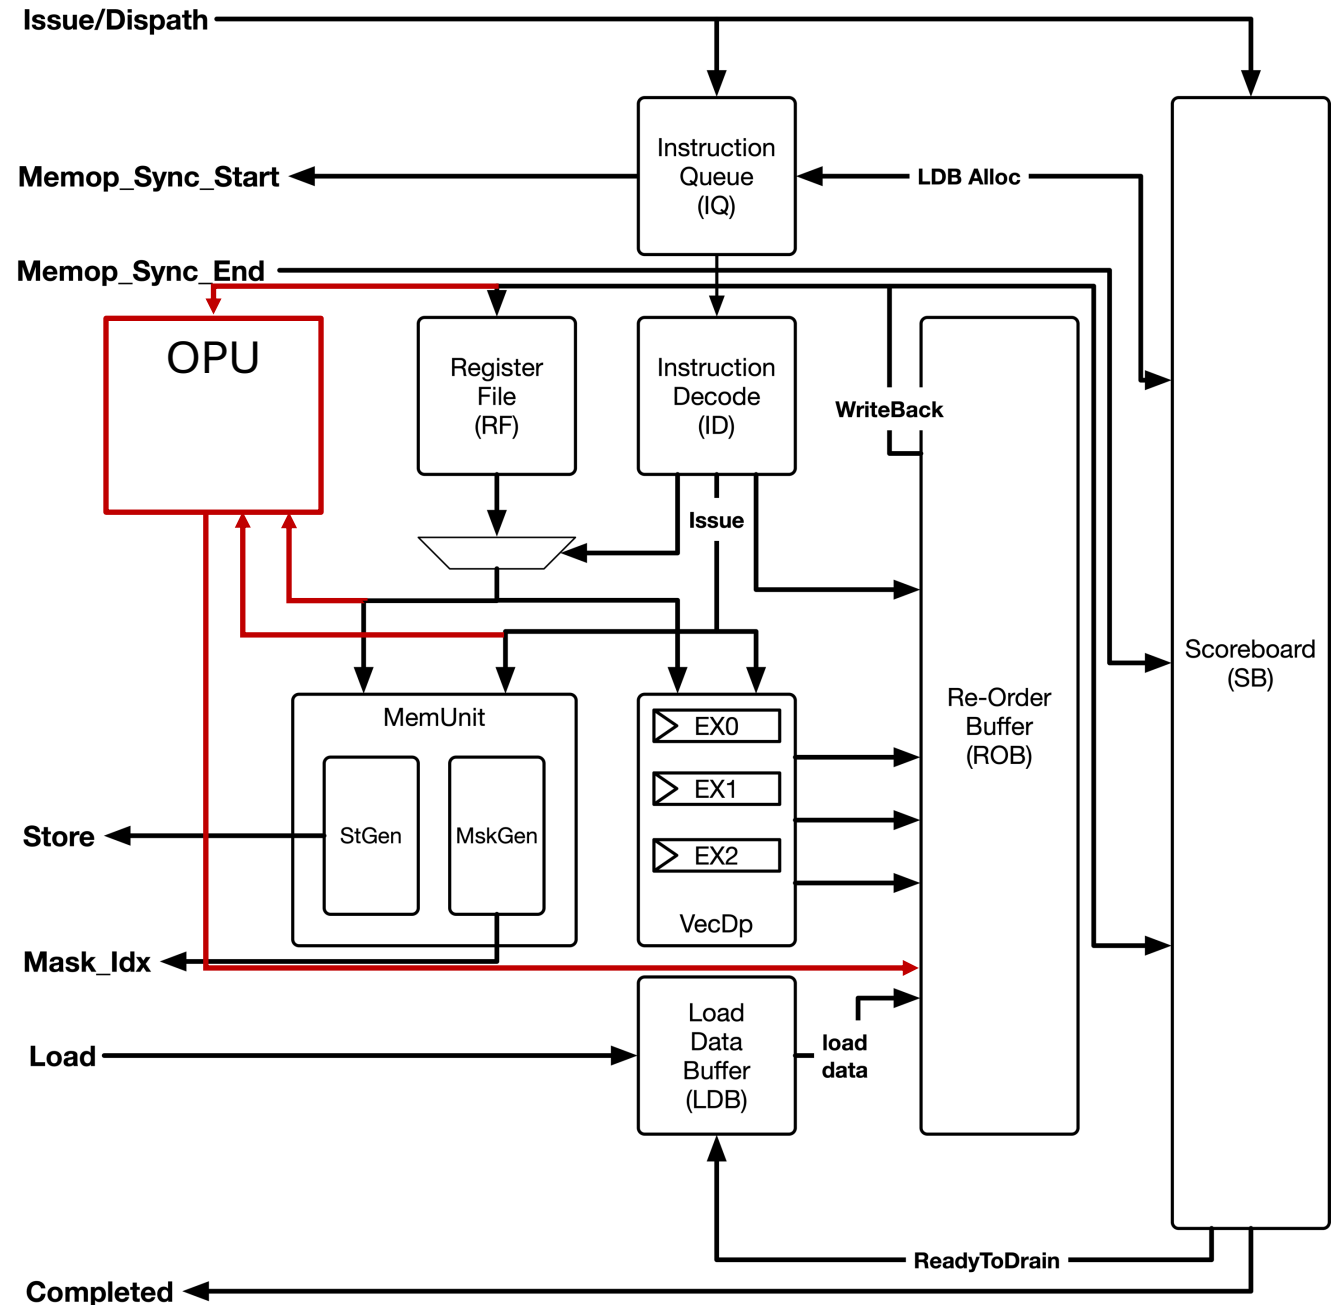 Issue/Dispath
Instruction
Queue
(IQ)
Memop_Sync_Start
LDB Alloc
Memop_Sync_End
OPU
Register
File
(RF)
Instruction
Decode
(ID)
WriteBack
Issue
Scoreboard
(SB)
Re-Order
Buffer
(ROB)
MemUnit
EX0
EX1
EX2
VecDp
StGen
MskGen
Store
Mask_Idx
Load
Load
Data
Buffer
(LDB)
load
data
ReadyToDrain
Completed